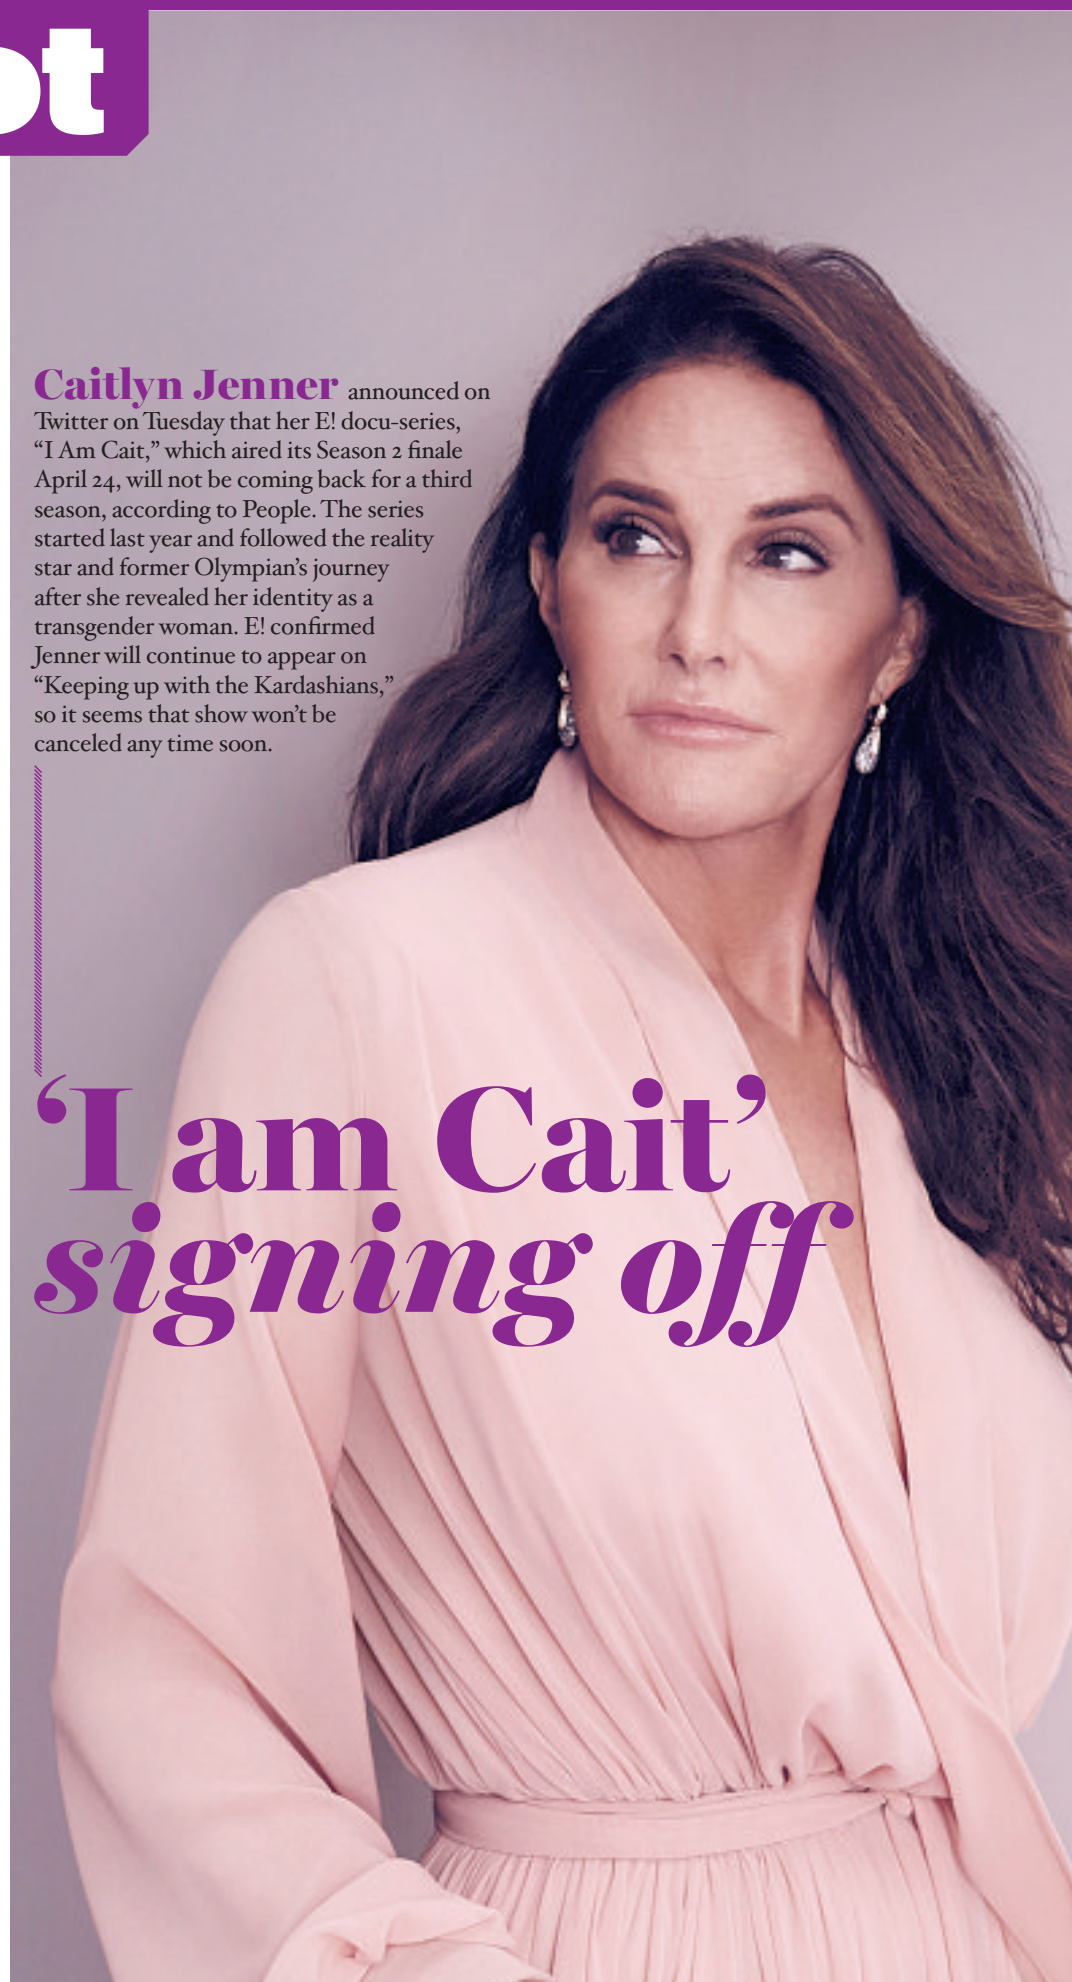 ot
Caitlyn Jenner announced on
Twitter on Tuesday that her E! docu-series,
“I Am Cait,” which aired its Season 2 finale
April 24, will not be coming back for a third
season, according to People. The series
started last year and followed the reality
star and former Olympian’s journey
after she revealed her identity as a
transgender woman. E! confirmed
Jenner will continue to appear on
“Keeping up with the Kardashians,”
so it seems that show won’t be
canceled any time soon.
‘I am Cait’
signing off